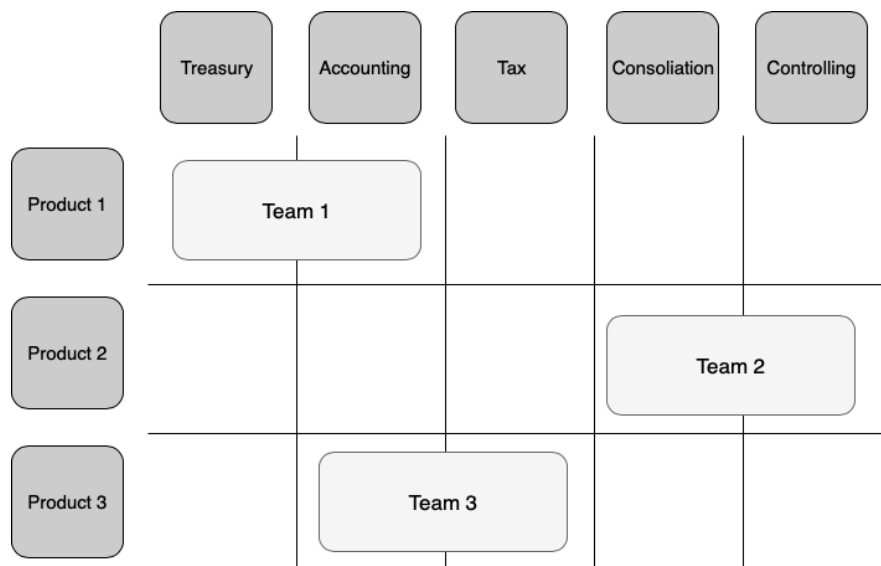 Treasury
Accounting
Tax
Consoliation
Controlling
Product 1
Team 1
Product 2
Team 2
Product 3
Team 3